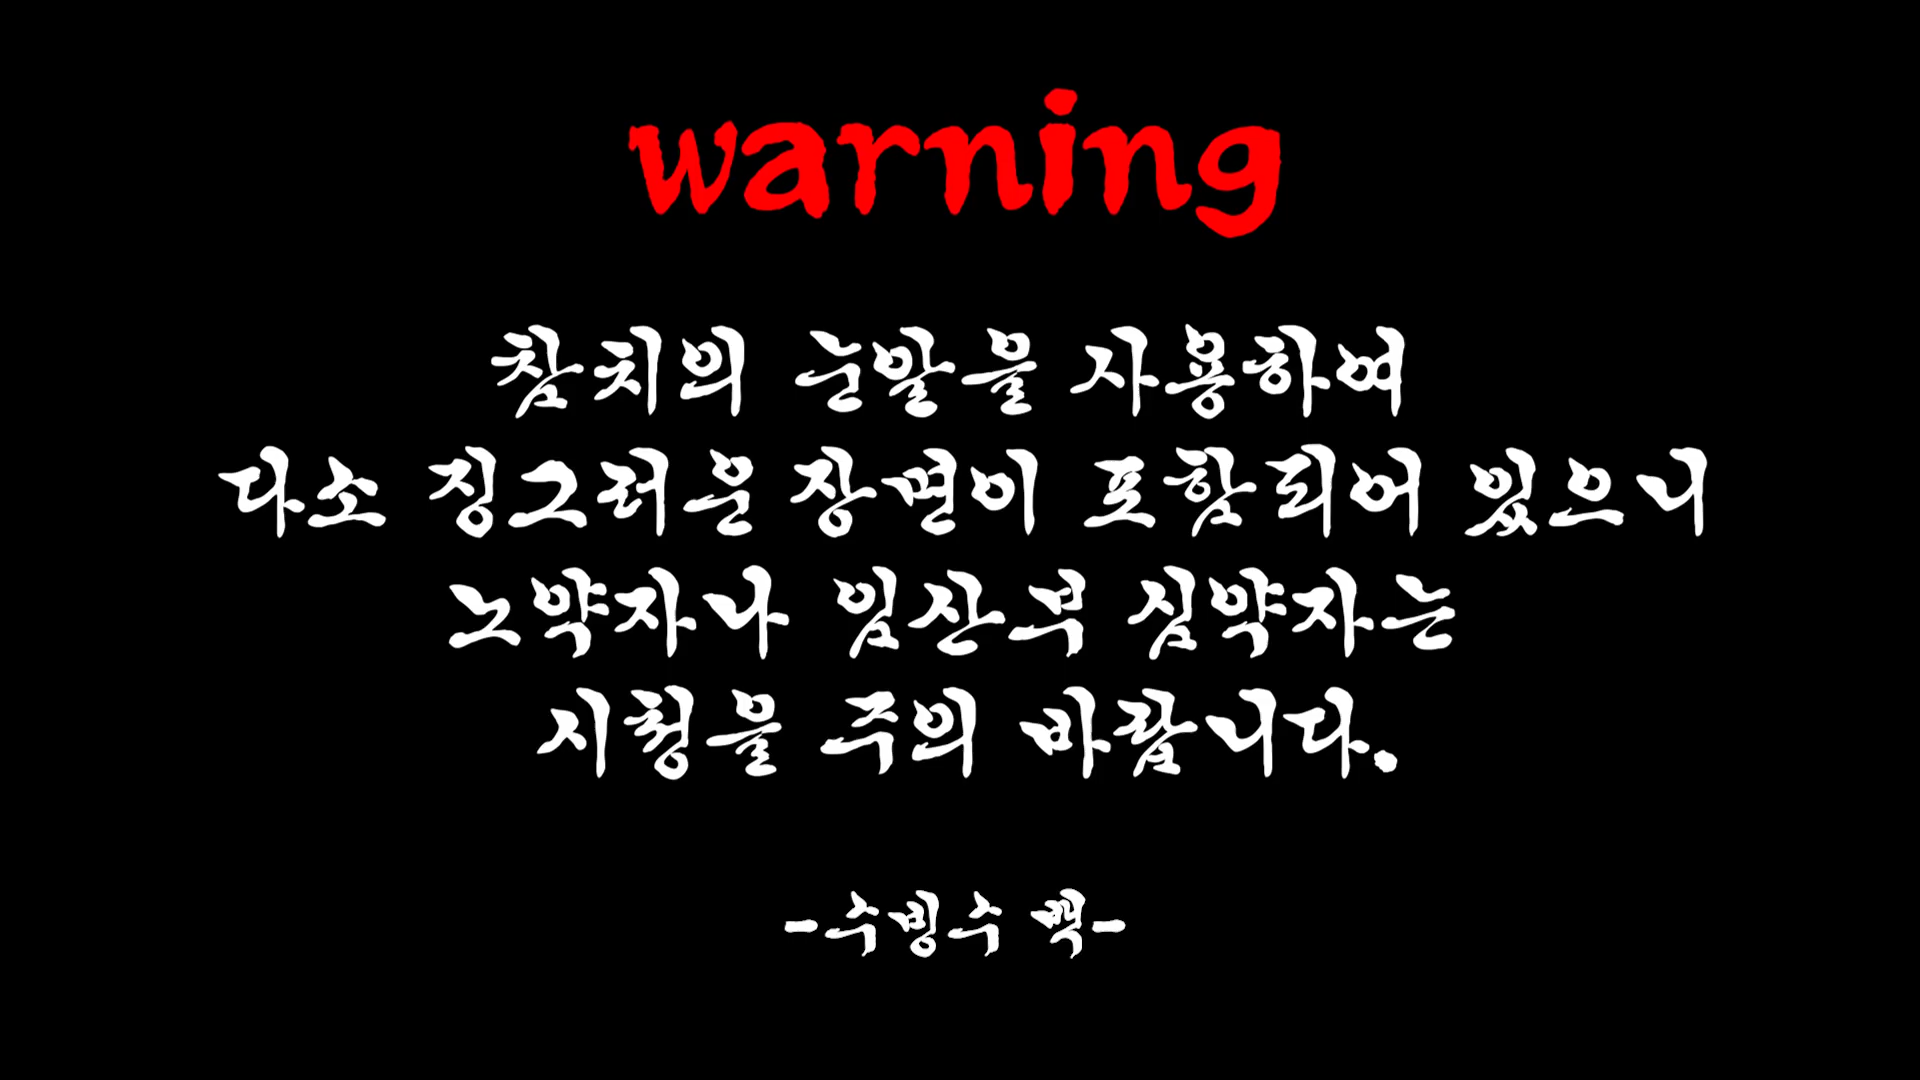 warning
참치의 눈알을 사용하여
다소 징그러운 장면이 포함되어 있으니
노약자나 임산부 심약자는
시청을 주의 바랍니다.
-수빙수 백-